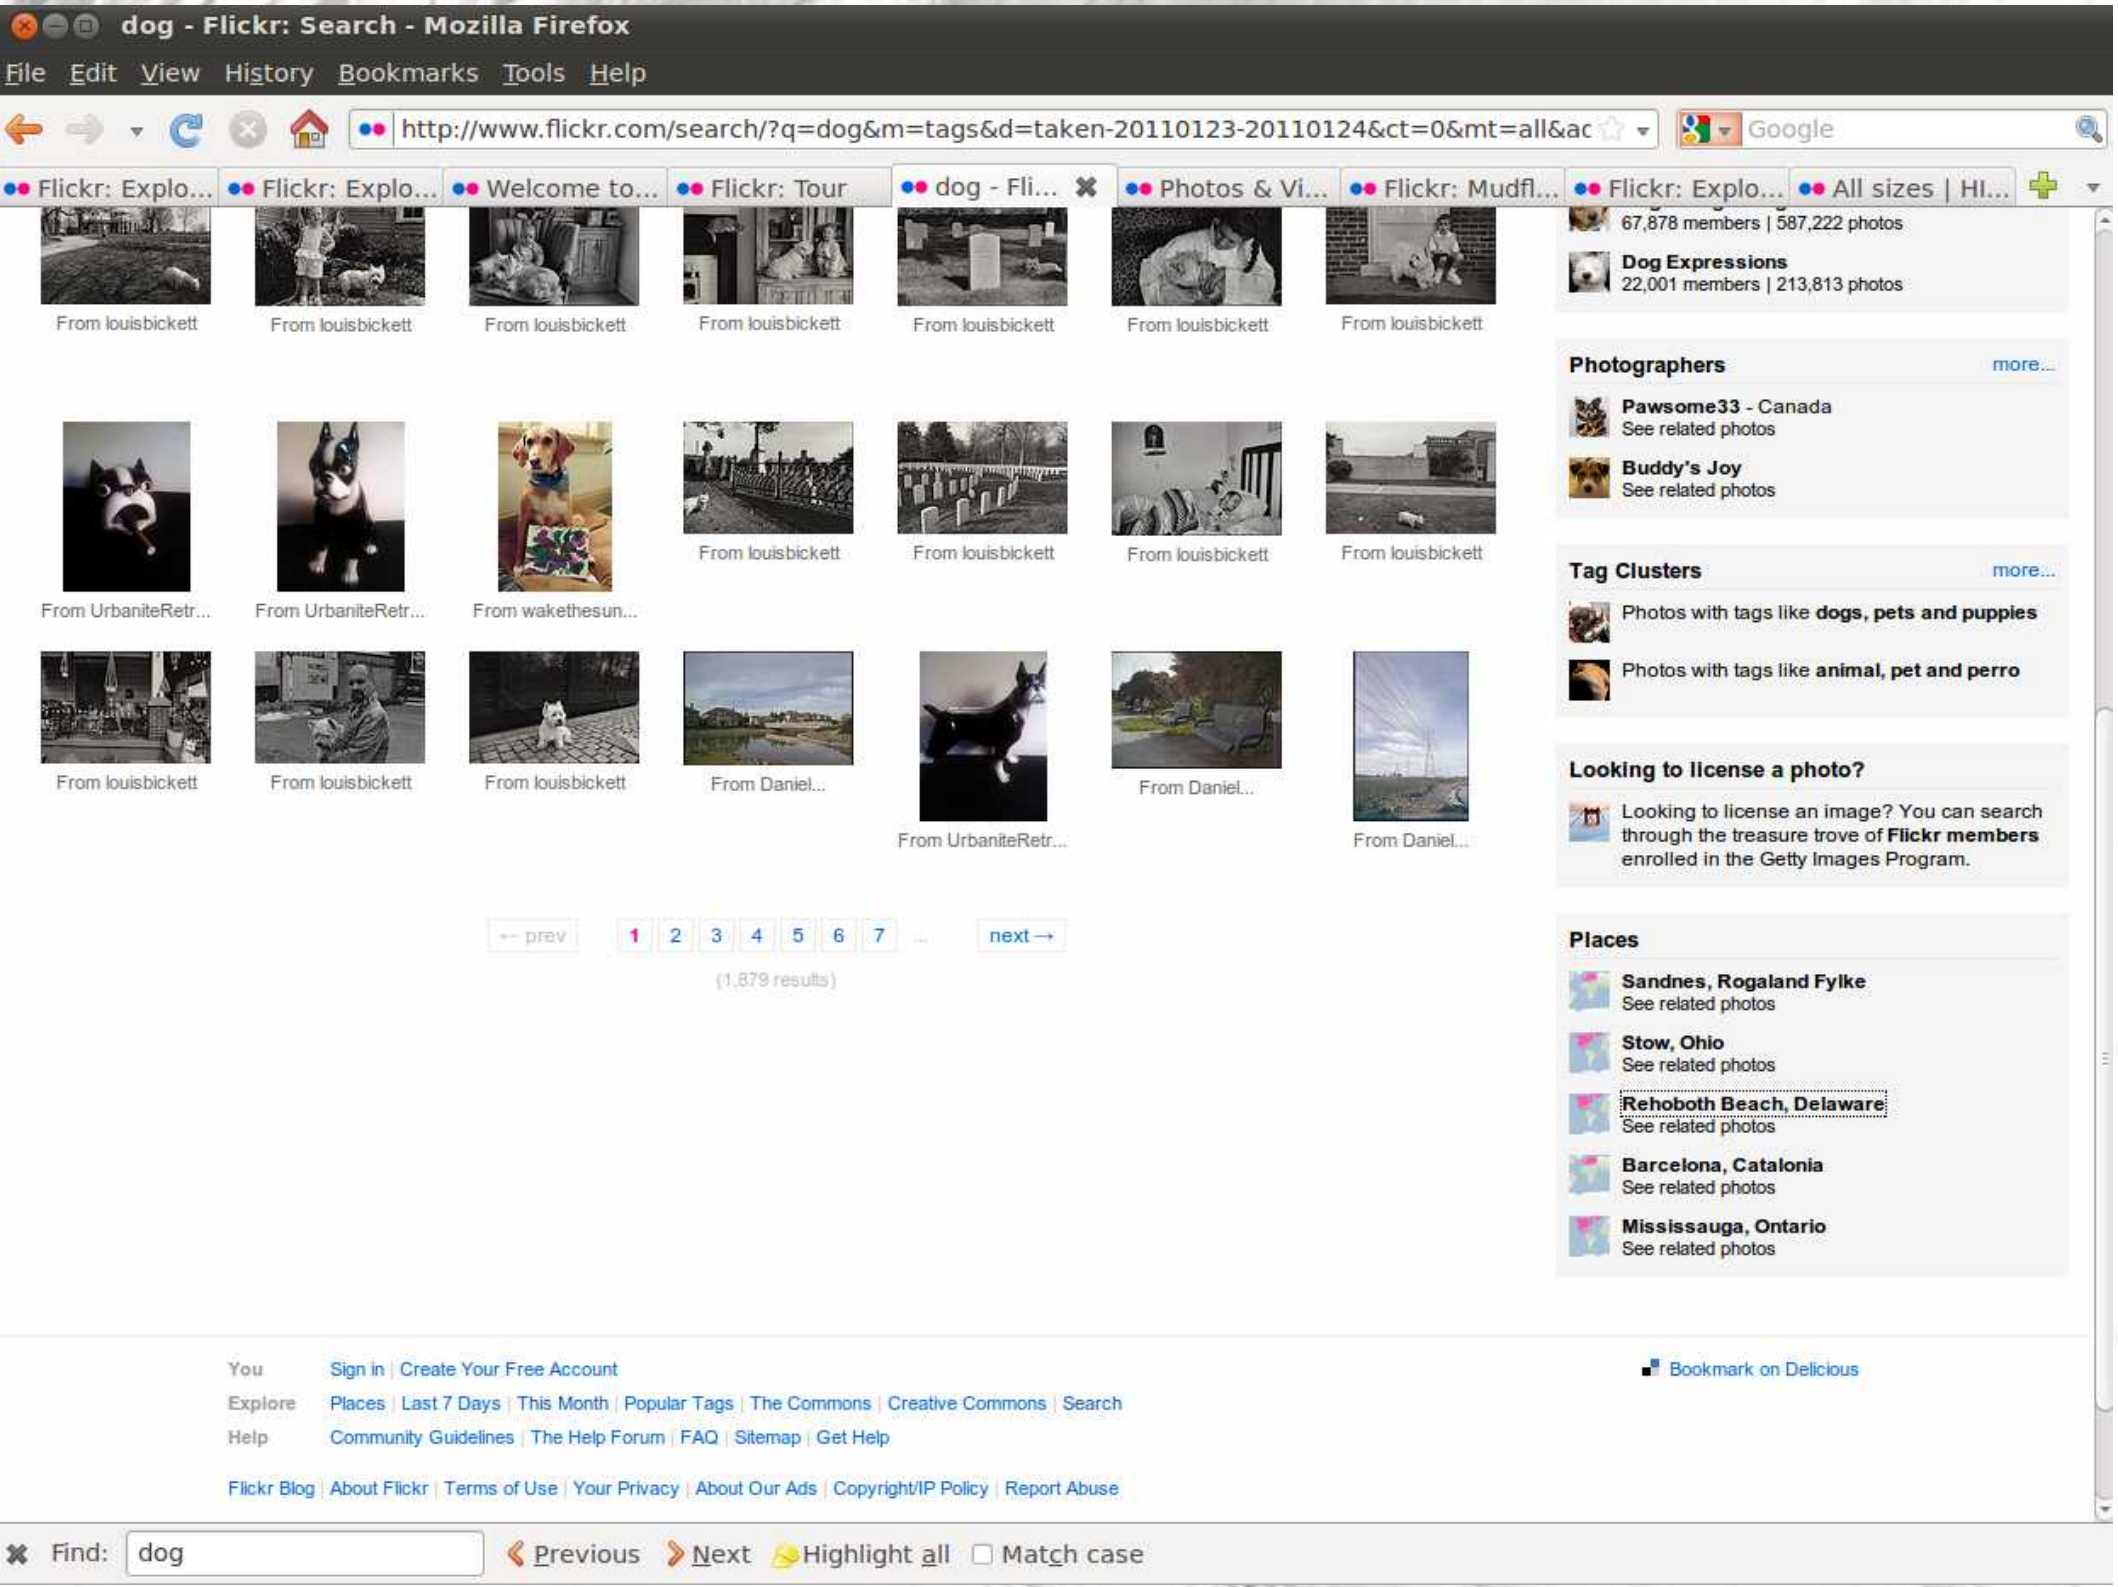 dog - Flickr: Search - Mozilla Firefox
File Edit View History Bookmarks Tools Help
http://www.flickr.com/search/?q=dog&m=tags&d=taken-20110123-20110124&ct=0&mt=all&ac
Google
Flickr: Explo... Flickr: Explo... Welcome to... Flickr: Tour dog - Fli... Photos & Vi... Flickr: Mudfl... Flickr: Explo... All sizes | HI...
From louisbickett From louisbickett From louisbickett From louisbickett From louisbickett From louisbickett From louisbickett
From UrbaniteRetr... From UrbaniteRetr... From wakethesun... From louisbickett From louisbickett From louisbickett From louisbickett
From louisbickett From louisbickett From louisbickett From Daniel... From UrbaniteRetr... From Daniel... From Daniel...
← prev 1 2 3 4 5 6 7 ... next →
(1,879 results)
67,878 members | 587,222 photos
Dog Expressions
22,001 members | 213,813 photos
Photographers more...
Pawsome33 - Canada
See related photos
Buddy's Joy
See related photos
Tag Clusters more...
Photos with tags like dogs, pets and puppies
Photos with tags like animal, pet and perro
Looking to license a photo?
Looking to license an image? You can search
through the treasure trove of Flickr members
enrolled in the Getty Images Program.
Places
Sandnes, Rogaland Fylke
See related photos
Stow, Ohio
See related photos
Rehoboth Beach, Delaware
See related photos
Barcelona, Catalonia
See related photos
Mississauga, Ontario
See related photos
You Sign in | Create Your Free Account
Bookmark on Delicious
Explore Places | Last 7 Days | This Month | Popular Tags | The Commons | Creative Commons | Search
Help Community Guidelines | The Help Forum | FAQ | Sitemap | Get Help
Flickr Blog | About Flickr | Terms of Use | Your Privacy | About Our Ads | Copyright/IP Policy | Report Abuse
Find: dog Previous Next Highlight all Match case